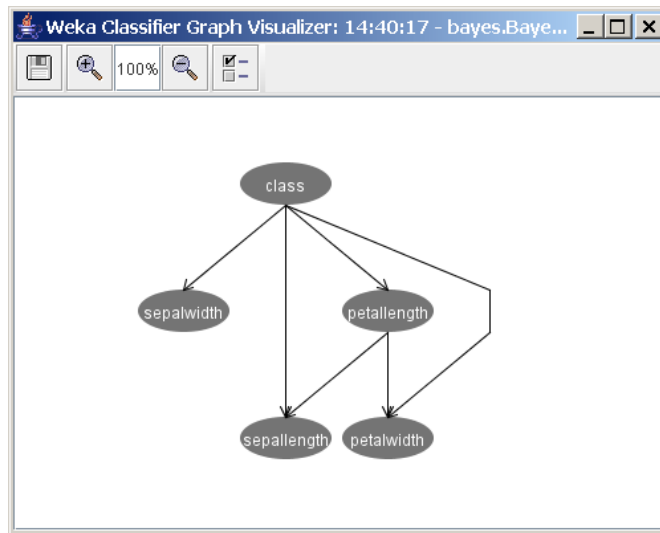 Weka Classifier Graph Visualizer: 14:40:17 - bayes.Baye...
100%
class
sepalwidth
petallength
sepallength
petalwidth